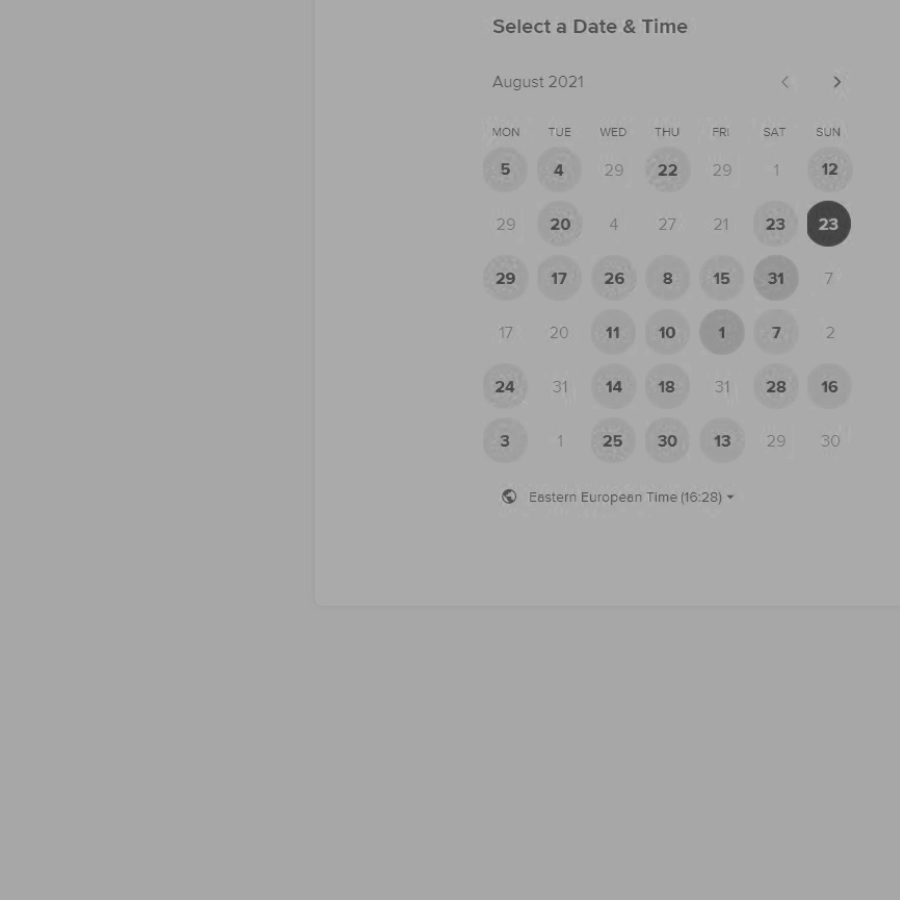 Select a Date & Time
August 2021
MON TUE WED THU FRI SAT SUN
5 4 29 22 29 1 12
29 20 4 27 21 23 23
29 17 26 8 15 31 7
17 20 11 10 1 7 2
24 31 14 18 31 28 16
3 1 25 30 13 29 30
Eastern European Time (16:28)